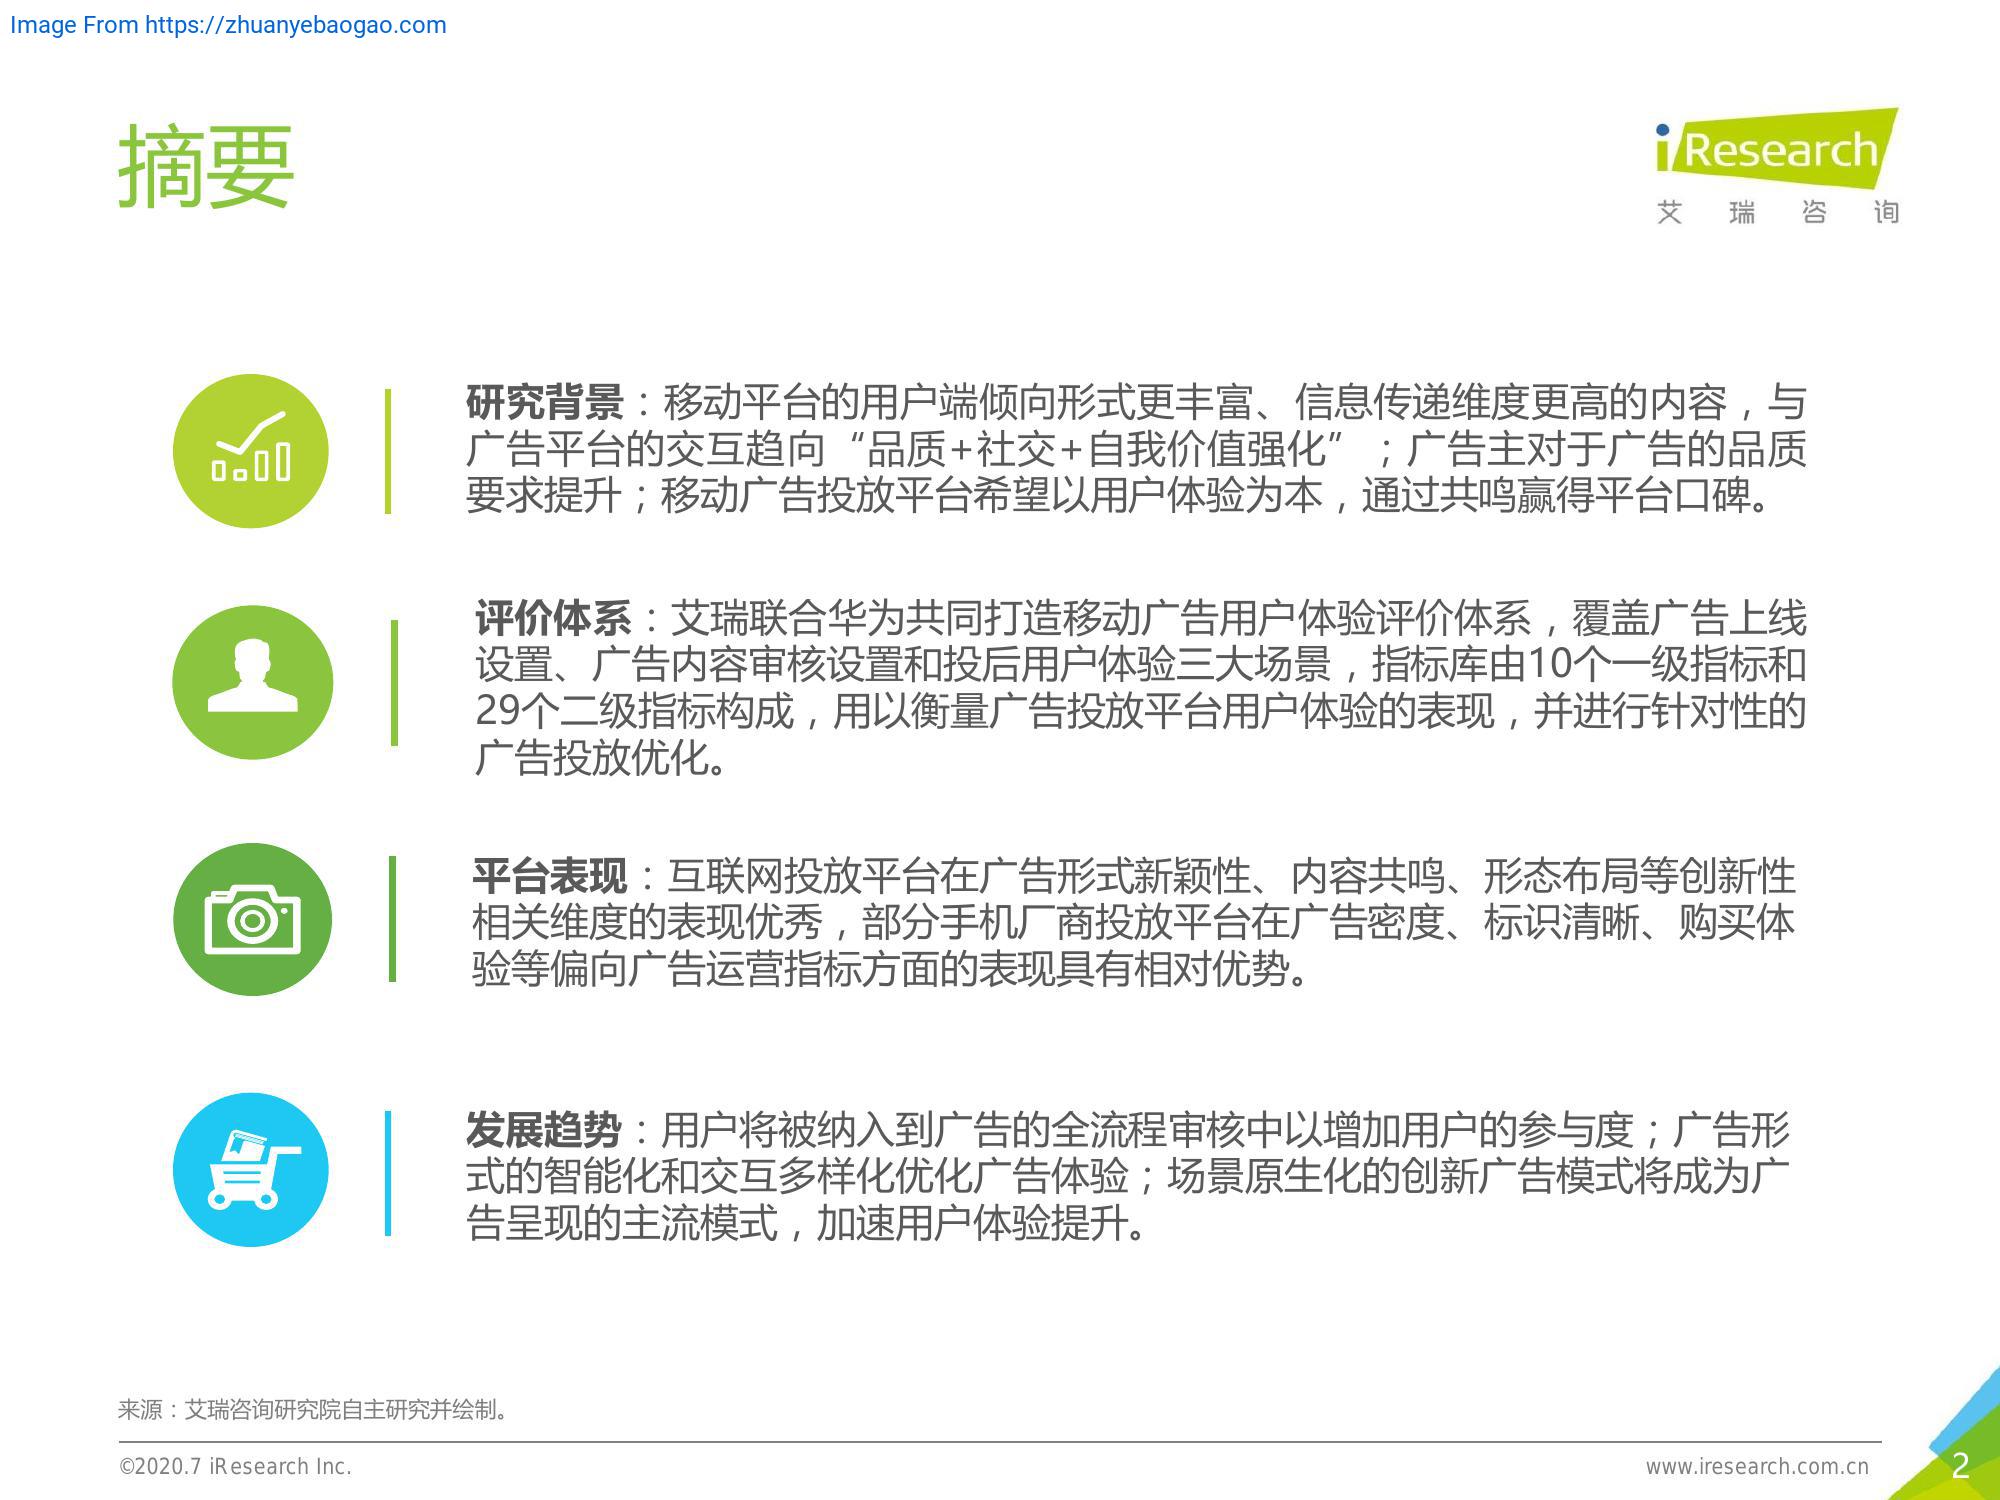 Image From https://zhuanyebaogao.com
摘要
iResearch
艾瑞咨询
研究背景：移动平台的用户端倾向形式更丰富、信息传递维度更高的内容，与
广告平台的交互趋向“品质+社交+自我价值强化”；广告主对于广告的品质
要求提升；移动广告投放平台希望以用户体验为本，通过共鸣赢得平台口碑。
评价体系：艾瑞联合华为共同打造移动广告用户体验评价体系，覆盖广告上线
设置、广告内容审核设置和投后用户体验三大场景，指标库由10个一级指标和
29个二级指标构成，用以衡量广告投放平台用户体验的表现，并进行针对性的
广告投放优化。
平台表现：互联网投放平台在广告形式新颖性、内容共鸣、形态布局等创新性
相关维度的表现优秀，部分手机厂商投放平台在广告密度、标识清晰、购买体
验等偏向广告运营指标方面的表现具有相对优势。
发展趋势：用户将被纳入到广告的全流程审核中以增加用户的参与度；广告形
式的智能化和交互多样化优化广告体验；场景原生化的创新广告模式将成为广
告呈现的主流模式，加速用户体验提升。
来源：艾瑞咨询研究院自主研究并绘制。
©2020.7 iResearch Inc.
www.iresearch.com.cn
2